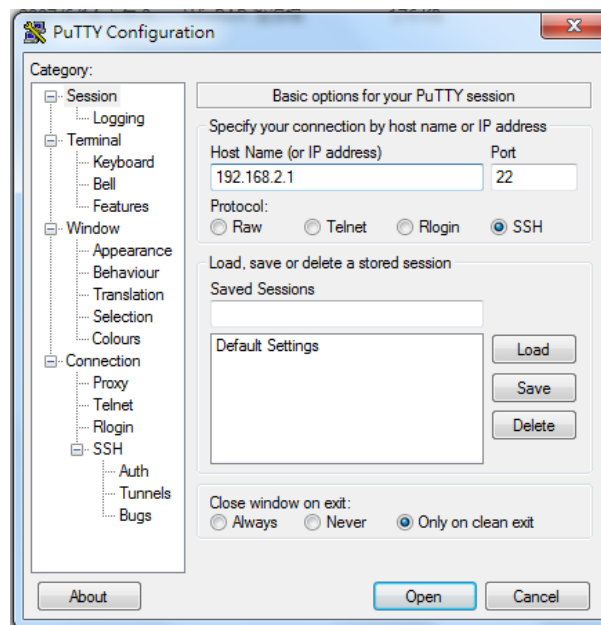 PuTTY Configuration
Category:
Session
Logging
Terminal
Keyboard
Bell
Features
Window
Appearance
Behaviour
Translation
Selection
Colours
Connection
Proxy
Telnet
Rlogin
SSH
Auth
Tunnels
Bugs
Basic options for your PuTTY session
Specify your connection by host name or IP address
Host Name (or IP address) Port
192.168.2.1 22
Protocol:
Raw Telnet Rlogin SSH
Load, save or delete a stored session
Saved Sessions
Default Settings
Load
Save
Delete
Close window on exit:
Always Never Only on clean exit
About Open Cancel